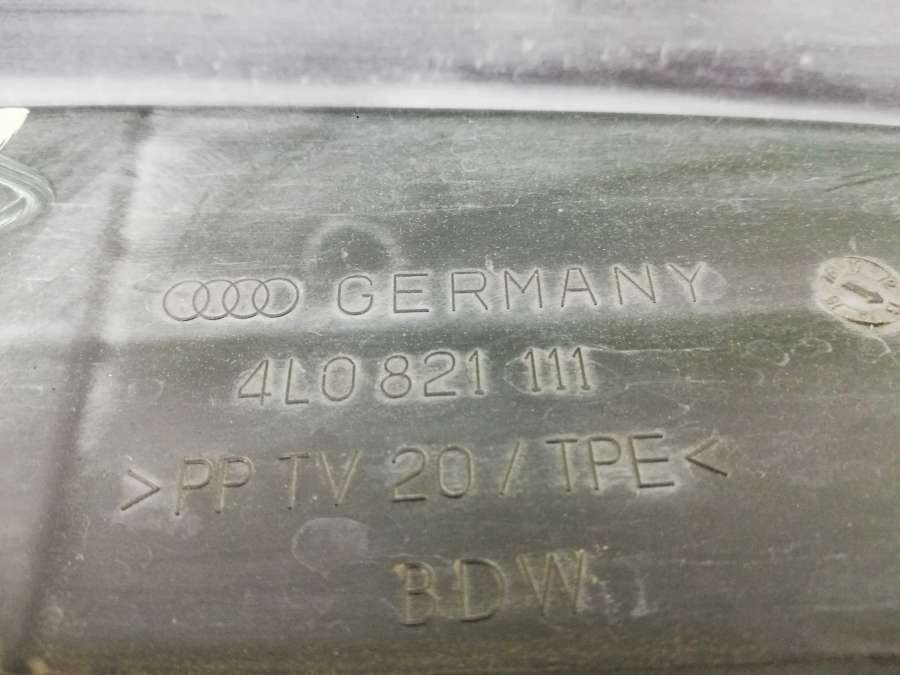 GERMANY
4L0 821 111
>PP TV 20 / TPE<
BDW